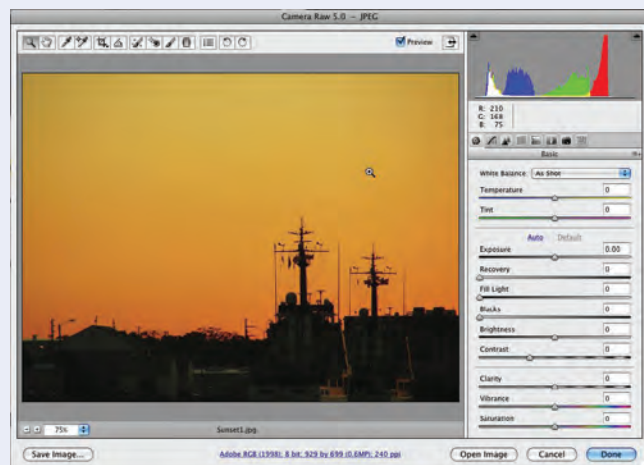 Camera Raw 5.0 – JPEG
Preview
R: 210
G: 168
B: 75
Basic
White Balance: As Shot
Temperature 0
Tint 0
Auto Default
Exposure 0.00
Recovery 0
Fill Light 0
Blacks 0
Brightness 0
Contrast 0
Clarity 0
Vibrance 0
Saturation 0
75%
Sunset1.jpg
Save Image...
Adobe RGB (1998); 8 bit; 929 by 699 (0.6MP); 240 ppi
Open Image
Cancel
Done